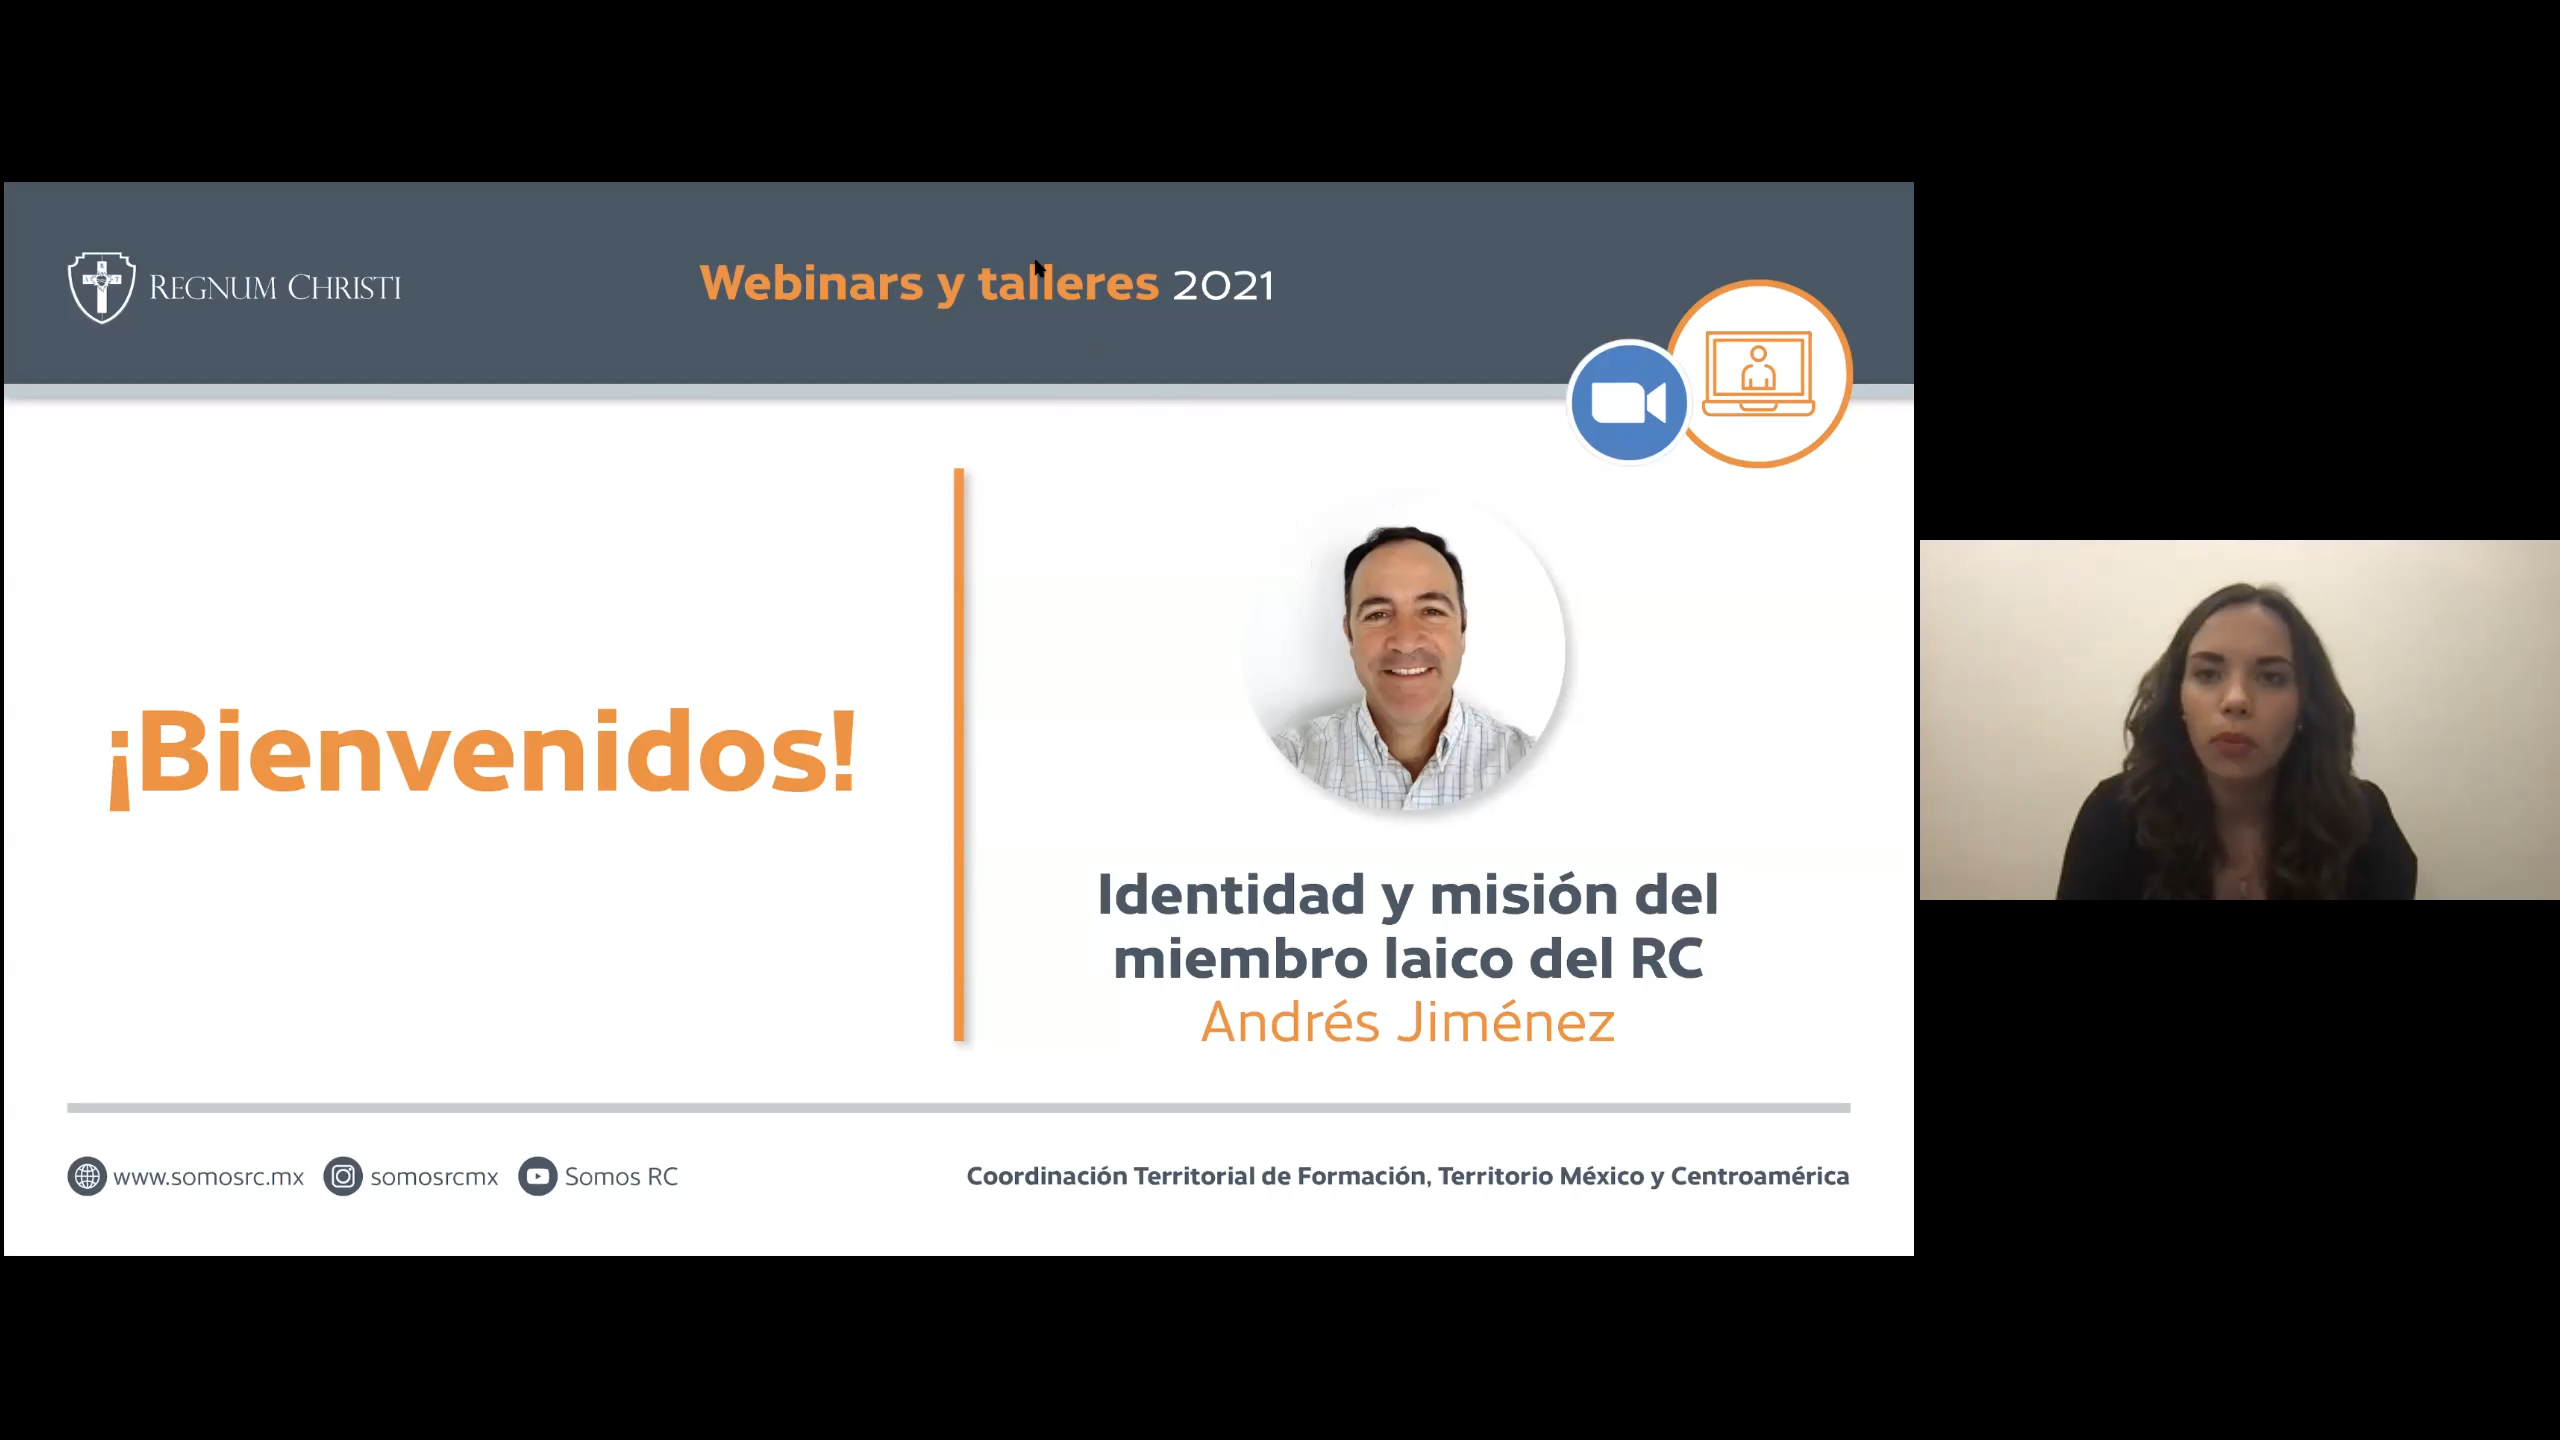 REGNUM CHRISTI
Webinars y talleres 2021
¡Bienvenidos!
Identidad y misión del
miembro laico del RC
Andrés Jiménez
www.somosrc.mx somosrcmx Somos RC
Coordinación Territorial de Formación, Territorio México y Centroamérica